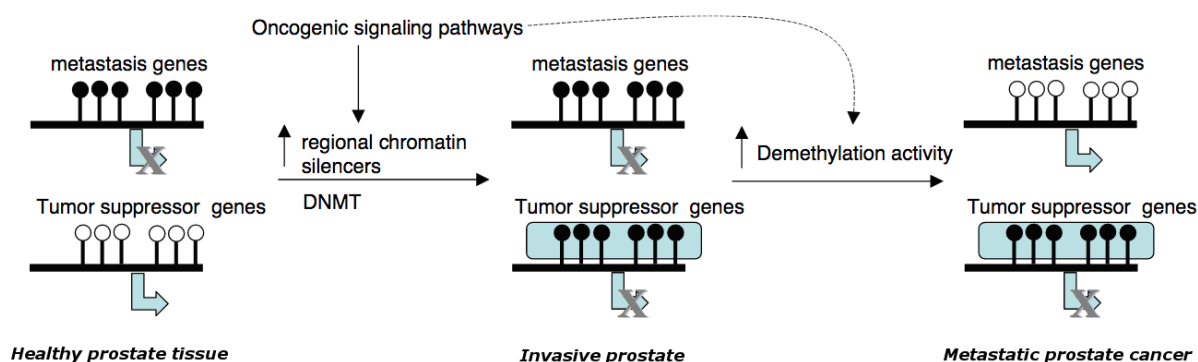 Oncogenic signaling pathways
metastasis genes
metastasis genes
metastasis genes
X
regional chromatin
silencers
DNMT
X
Demethylation activity
Tumor suppressor genes
Tumor suppressor genes
Tumor suppressor genes
X
X
Healthy prostate tissue
Invasive prostate
Metastatic prostate cancer